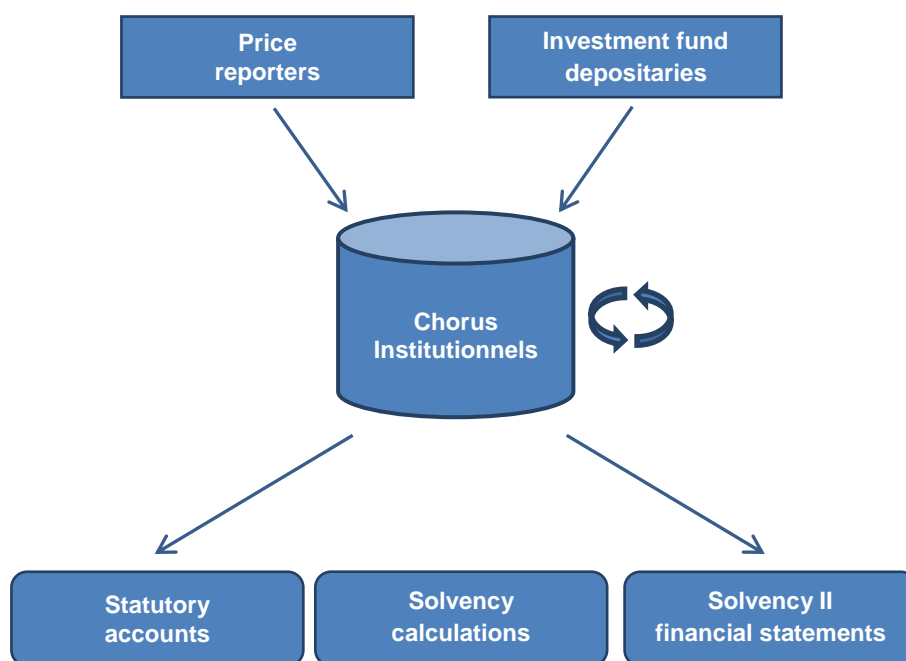 Price
reporters
Investment fund
depositaries
Chorus
Institutionnels
Statutory
accounts
Solvency
calculations
Solvency II
financial statements